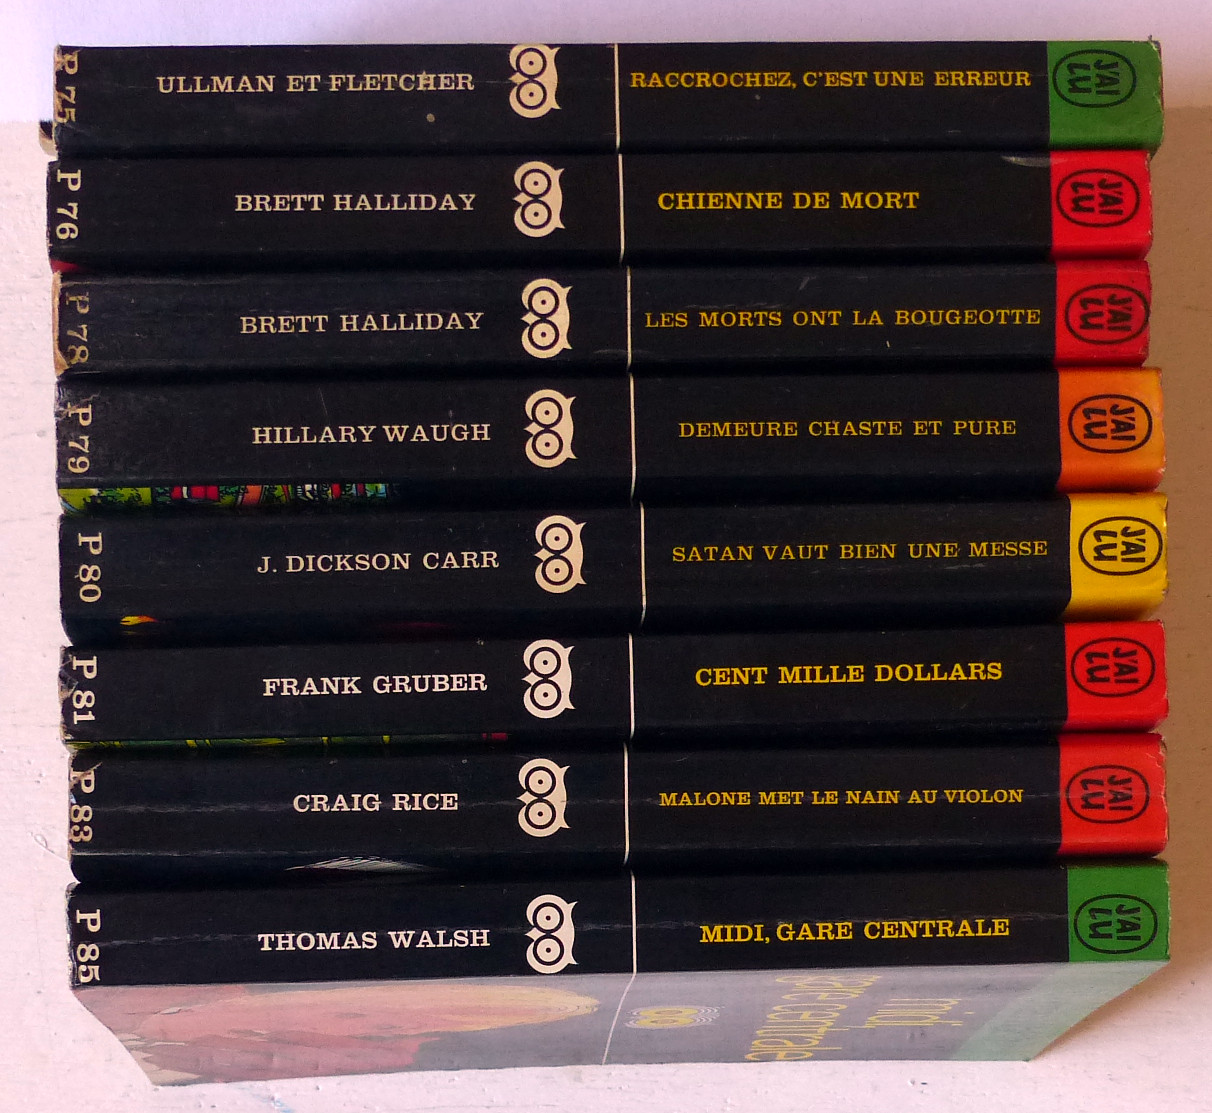 P 75 ULLMAN ET FLETCHER RACCROCHEZ, C'EST UNE ERREUR J'AI LU
P 76 BRETT HALLIDAY CHIENNE DE MORT J'AI LU
P 78 BRETT HALLIDAY LES MORTS ONT LA BOUGEOTTE J'AI LU
P 79 HILLARY WAUGH DEMEURE CHASTE ET PURE J'AI LU
P 80 J. DICKSON CARR SATAN VAUT BIEN UNE MESSE J'AI LU
P 81 FRANK GRUBER CENT MILLE DOLLARS J'AI LU
P 83 CRAIG RICE MALONE MET LE NAIN AU VIOLON J'AI LU
P 85 THOMAS WALSH MIDI, GARE CENTRALE J'AI LU
midi,
gare centrale